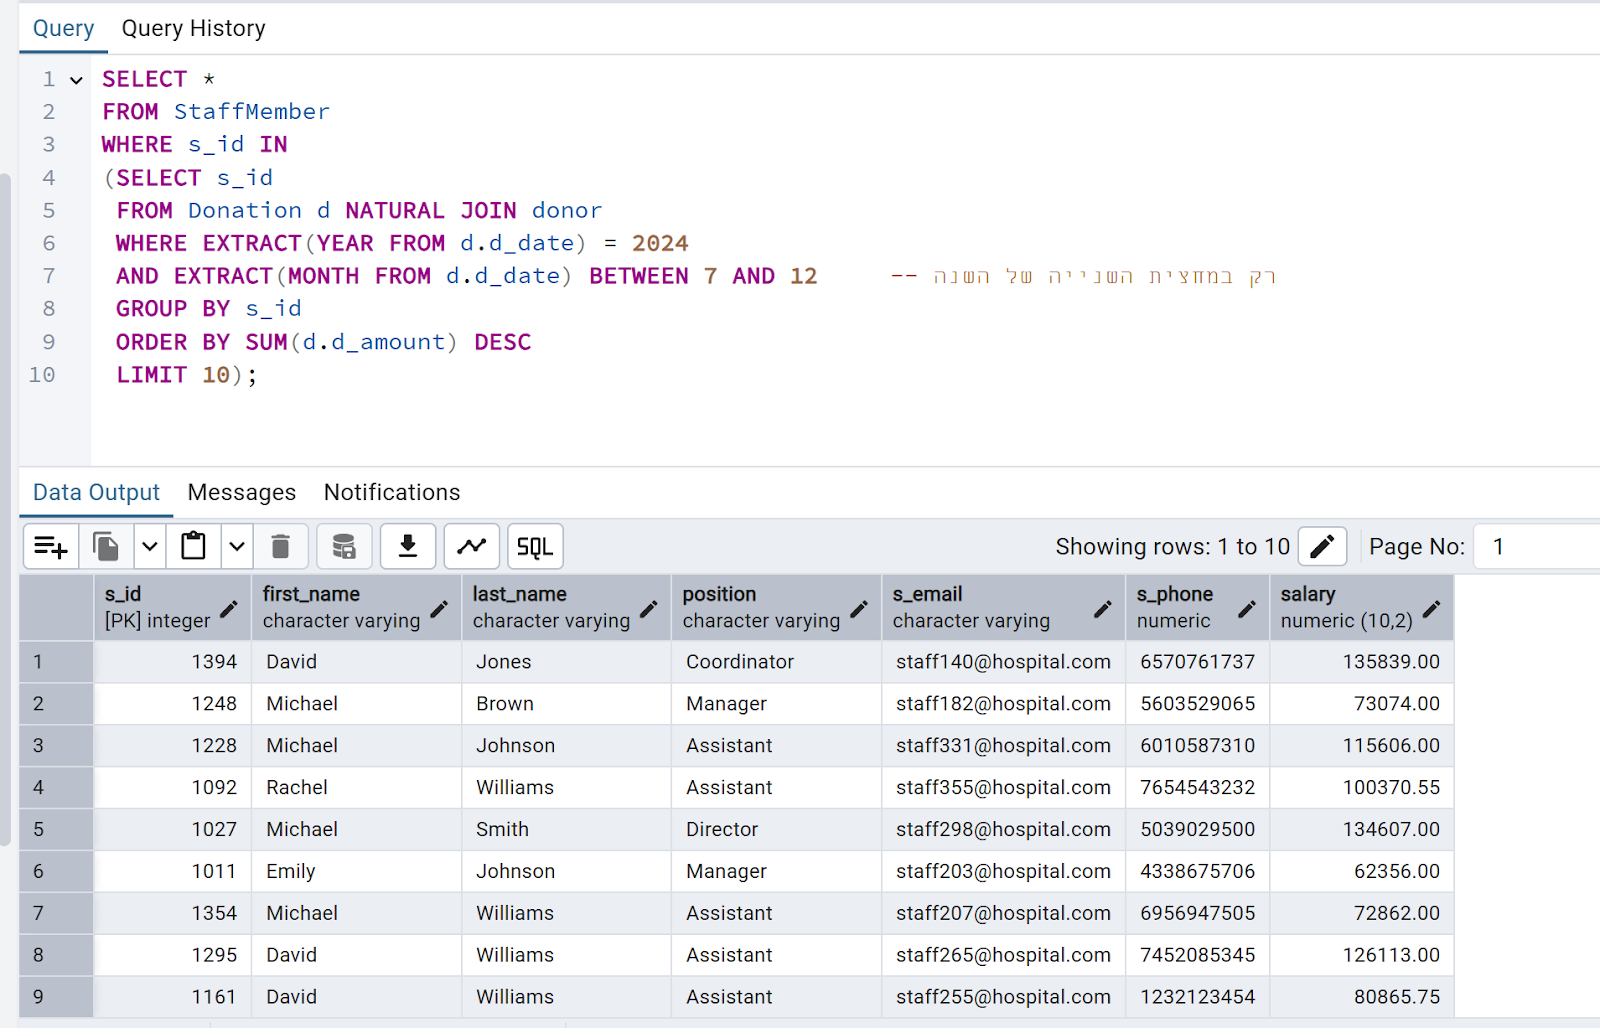 Query Query History
1 SELECT *
2 FROM StaffMember
3 WHERE s_id IN
4 (SELECT s_id
5 FROM Donation d NATURAL JOIN donor
6 WHERE EXTRACT(YEAR FROM d.d_date) = 2024
7 AND EXTRACT(MONTH FROM d.d_date) BETWEEN 7 AND 12 -- רק במחצית השנייה של השנה
8 GROUP BY s_id
9 ORDER BY SUM(d.d_amount) DESC
10 LIMIT 10);
Data Output Messages Notifications
SQL Showing rows: 1 to 10 Page No: 1
s_id first_name last_name position s_email s_phone salary
[PK] integer character varying character varying character varying character varying numeric numeric (10,2)
1 1394 David Jones Coordinator staff140@hospital.com 6570761737 135839.00
2 1248 Michael Brown Manager staff182@hospital.com 5603529065 73074.00
3 1228 Michael Johnson Assistant staff331@hospital.com 6010587310 115606.00
4 1092 Rachel Williams Assistant staff355@hospital.com 7654543232 100370.55
5 1027 Michael Smith Director staff298@hospital.com 5039029500 134607.00
6 1011 Emily Johnson Manager staff203@hospital.com 4338675706 62356.00
7 1354 Michael Williams Assistant staff207@hospital.com 6956947505 72862.00
8 1295 David Williams Assistant staff265@hospital.com 7452085345 126113.00
9 1161 David Williams Assistant staff255@hospital.com 1232123454 80865.75